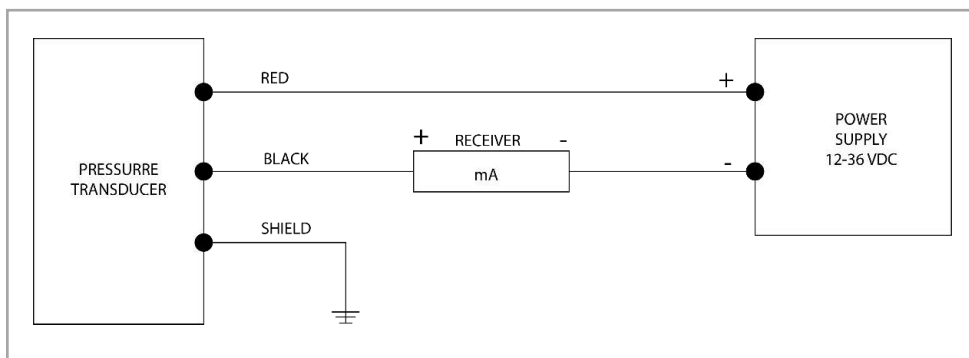 RED
+
POWER
SUPPLY
12-36 VDC
+ RECEIVER -
BLACK
mA
-
PRESSURRE
TRANSDUCER
SHIELD